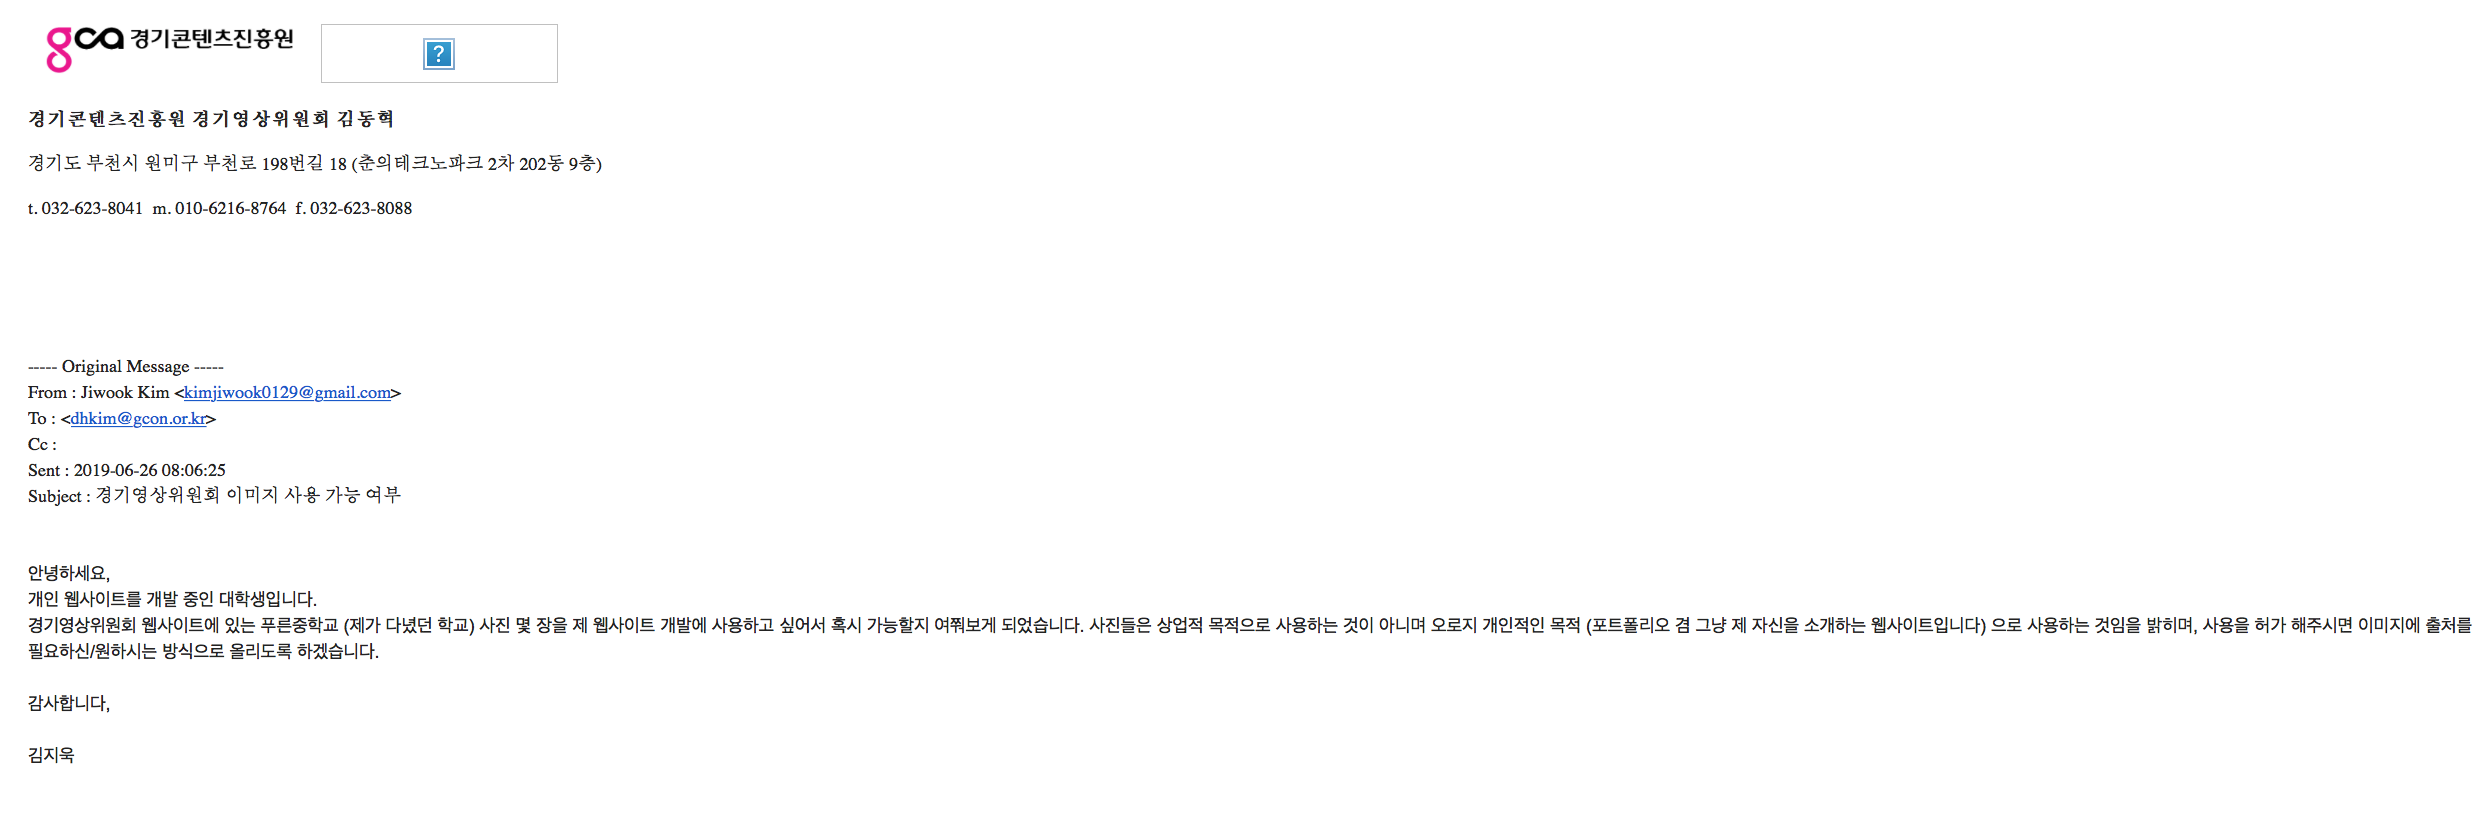 gca 경기콘텐츠진흥원
?
경기콘텐츠진흥원 경기영상위원회 김동혁
경기도 부천시 원미구 부천로 198번길 18 (춘의테크노파크 2차 202동 9층)
t. 032-623-8041 m. 010-6216-8764 f. 032-623-8088
----- Original Message -----
From : Jiwook Kim <kimjiwook0129@gmail.com>
To : <dhkim@gcon.or.kr>
Cc :
Sent : 2019-06-26 08:06:25
Subject : 경기영상위원회 이미지 사용 가능 여부
안녕하세요,
개인 웹사이트를 개발 중인 대학생입니다.
경기영상위원회 웹사이트에 있는 푸른중학교 (제가 다녔던 학교) 사진 몇 장을 제 웹사이트 개발에 사용하고 싶어서 혹시 가능할지 여쭤보게 되었습니다. 사진들은 상업적 목적으로 사용하는 것이 아니며 오로지 개인적인 목적 (포트폴리오 겸 그냥 제 자신을 소개하는 웹사이트입니다) 으로 사용하는 것임을 밝히며, 사용을 허가 해주시면 이미지에 출처를
필요하신/원하시는 방식으로 올리도록 하겠습니다.
감사합니다,
김지욱